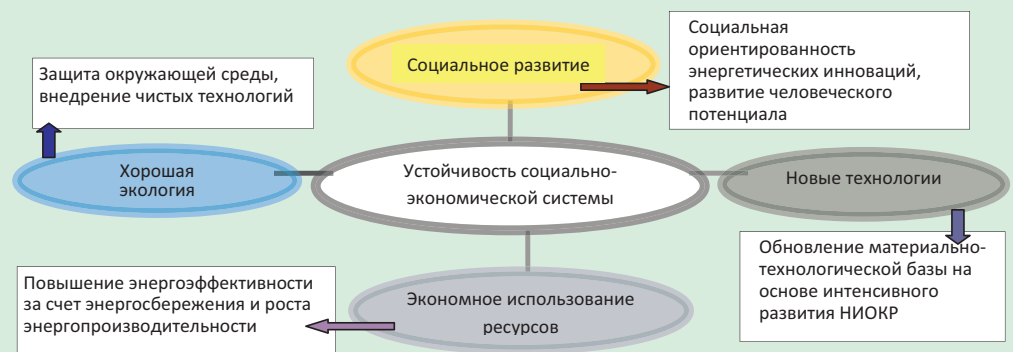 Социальное развитие
Социальная
ориентированность
энергетических инноваций,
развитие человеческого
потенциала
Защита окружающей среды,
внедрение чистых технологий
Хорошая
экология
Устойчивость социально-
экономической системы
Новые технологии
Обновление материально-
технологической базы на
основе интенсивного
развития НИОКР
Повышение энергоэффективности
за счет энергосбережения и роста
энергопроизводительности
Экономное использование
ресурсов